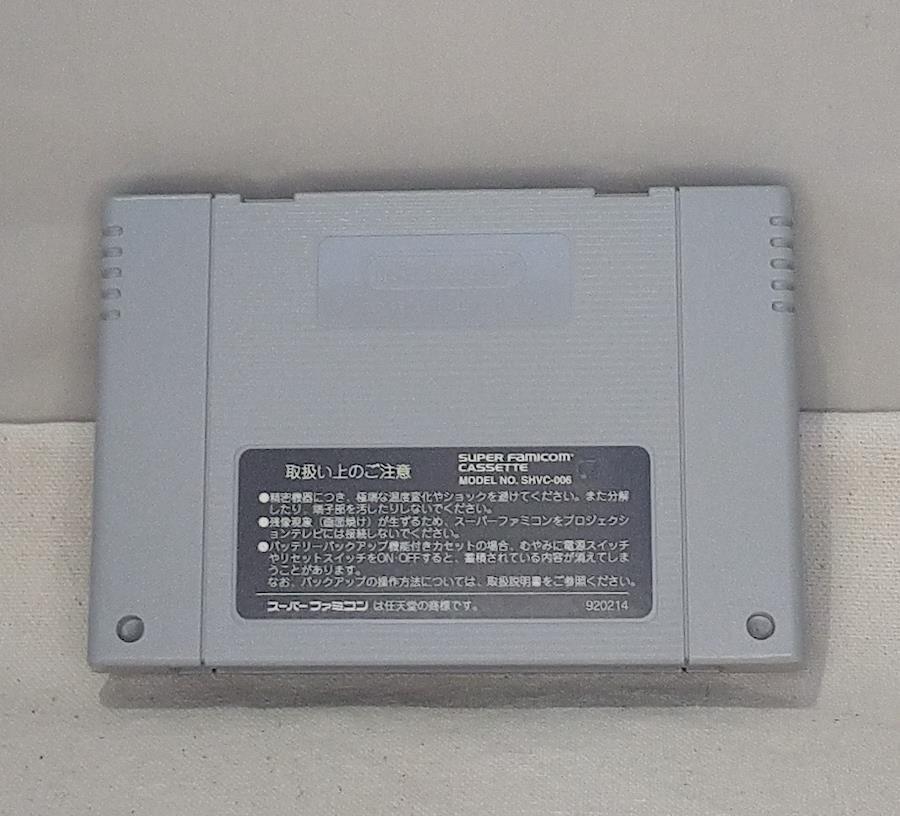 取扱い上のご注意
SUPER FAMICOM
CASSETTE
MODEL NO. SHVC-006
●精密機器につき、極端な温度変化やショックを避けてください。また分解
したり、端子部を汚したりしないでください。
●残像現象（画面焼け）が生ずるため、スーパーファミコンをプロジェクシ
ョンテレビには接続しないでください。
●バッテリーバックアップ機能付きカセットの場合、むやみに電源スイッチ
やリセットスイッチをON・OFFすると、蓄積されている内容が消えてしま
うことがあります。
なお、バックアップの操作方法については、取扱説明書をご参照ください。
スーパーファミコン は任天堂の商標です。
920214